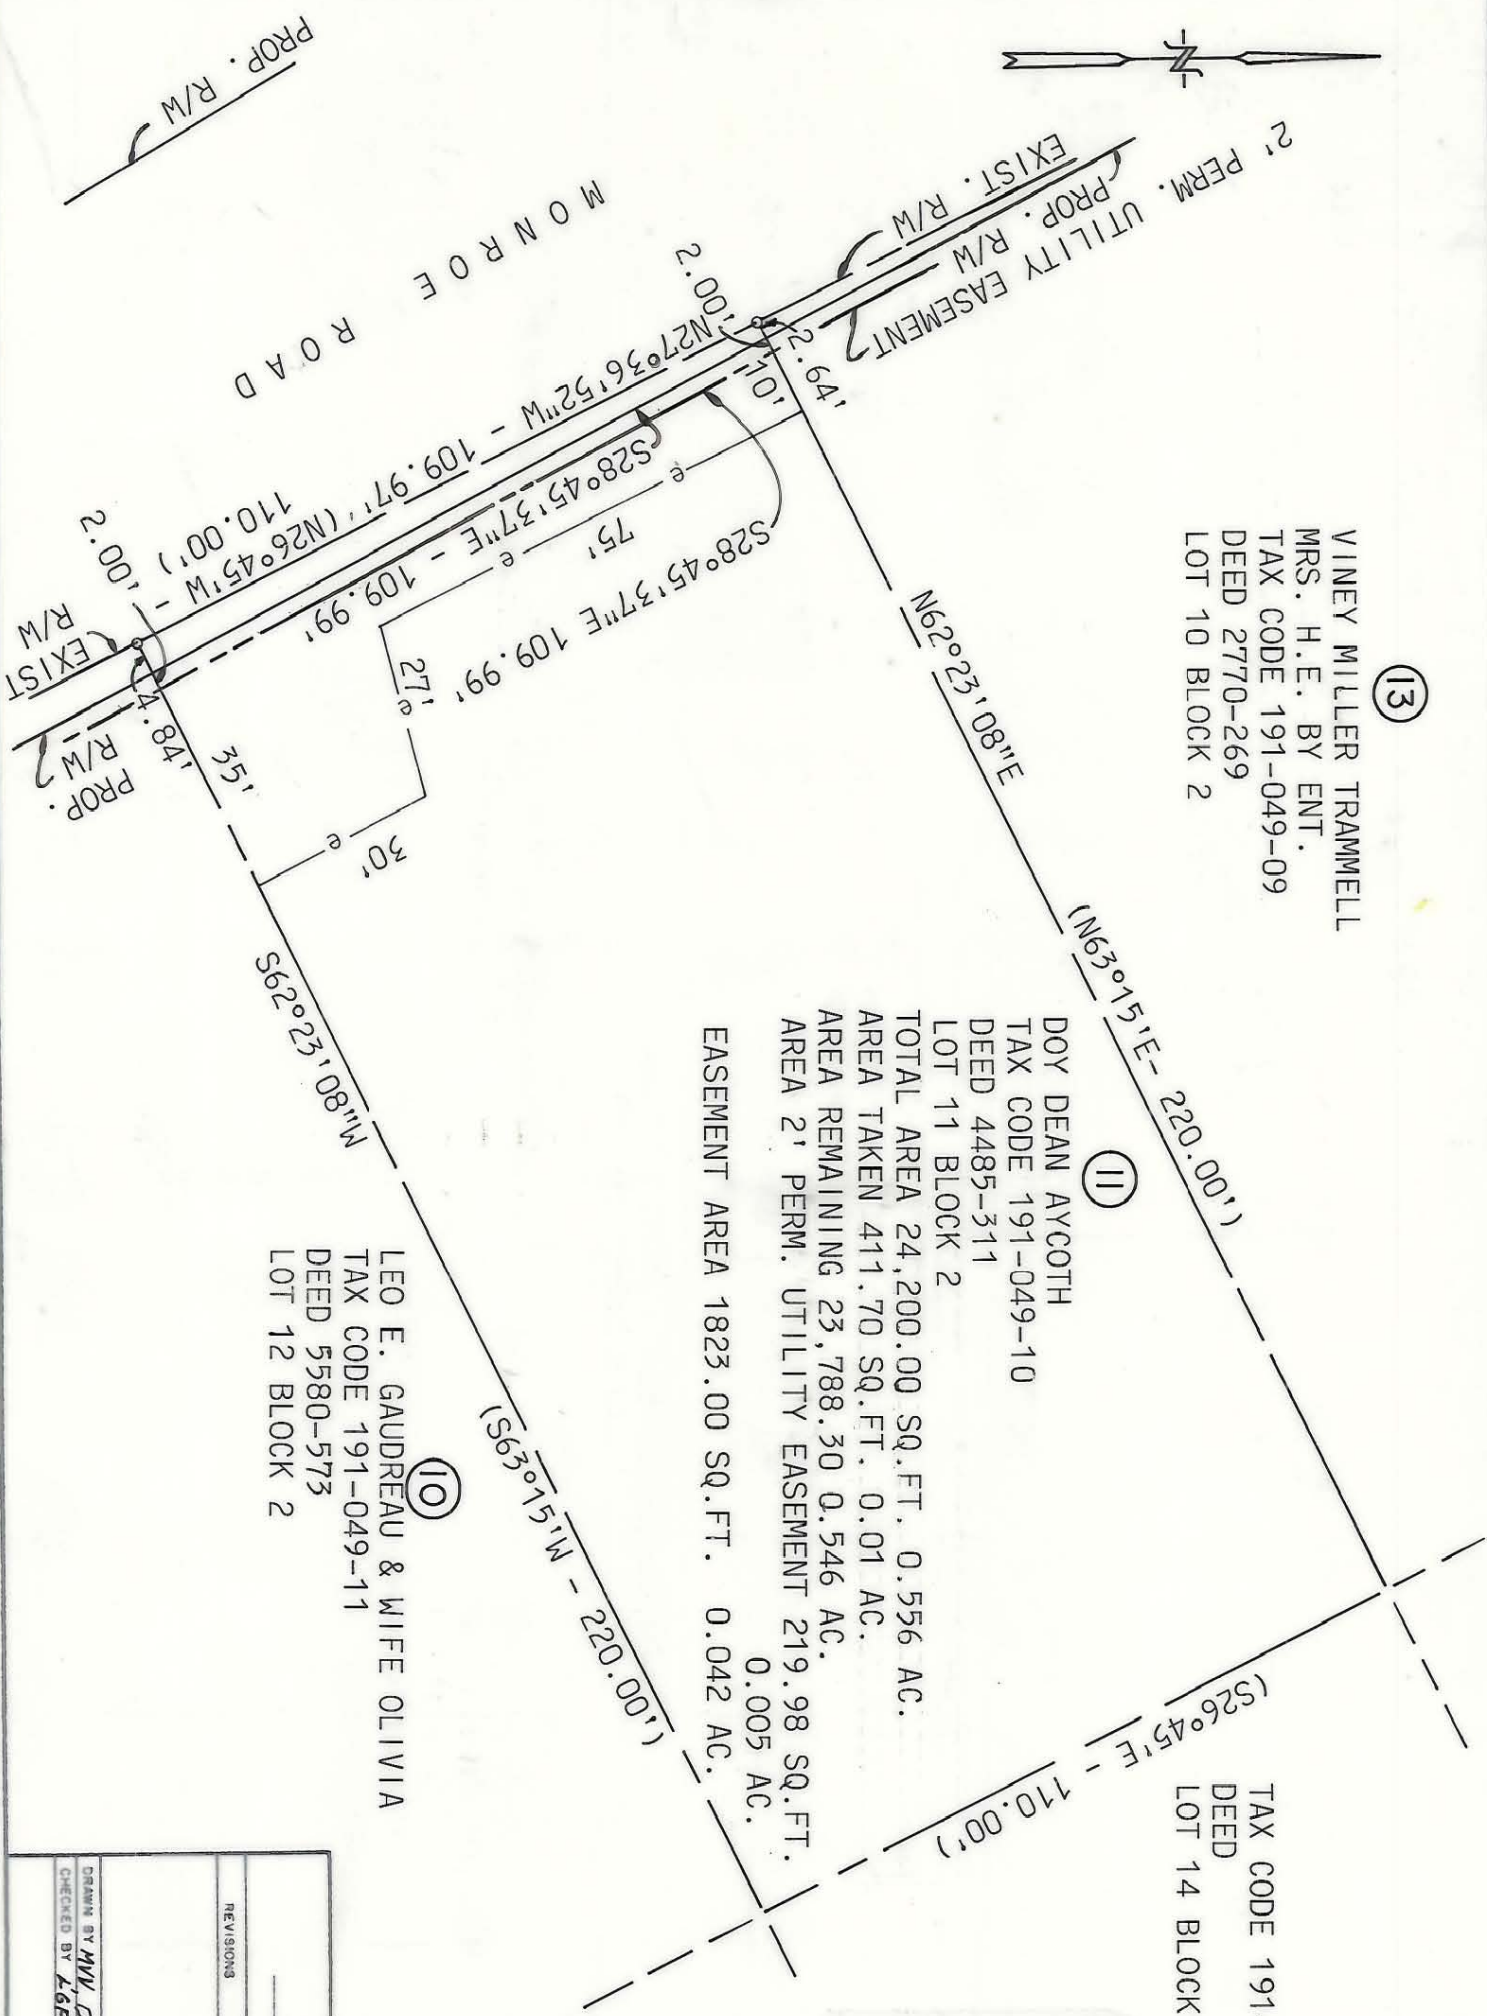 N
13
VINEY MILLER TRAMMELL
MRS. H.E. BY ENT.
TAX CODE 191-049-09
DEED 2770-269
LOT 10 BLOCK 2
TAX CODE 191
DEED
LOT 14 BLOCK
2' PERM. UTILITY EASEMENT
PROP. R/W
EXIST. R/W
PROP. R/W
MONROE ROAD
2.00'
2.64'
10'
N62°23'08"E
(N63°15'E- 220.00')
N27°36'52"W - 109.97' (N26°45'W -
110.00')
S28°45'37"E - 109.99'
S28°45'37"E 109.99'
e
75'
e
e
27'
e
30'
e
11
DOY DEAN AYCOTH
TAX CODE 191-049-10
DEED 4485-311
LOT 11 BLOCK 2
TOTAL AREA 24,200.00 SQ.FT. 0.556 AC.
AREA TAKEN 411.70 SQ.FT. 0.01 AC.
AREA REMAINING 23,788.30 0.546 AC.
AREA 2' PERM. UTILITY EASEMENT 219.98 SQ.FT.
0.005 AC.
EASEMENT AREA 1823.00 SQ.FT. 0.042 AC.
(S26°45'E - 110.00')
2.00'
4.84'
35'
EXIST
R/W
PROP.
R/W
S62°23'08"W
(S63°15'W - 220.00')
10
LEO E. GAUDREAU & WIFE OLIVIA
TAX CODE 191-049-11
DEED 5580-573
LOT 12 BLOCK 2
REVISIONS
DRAWN BY MVV
CHECKED BY